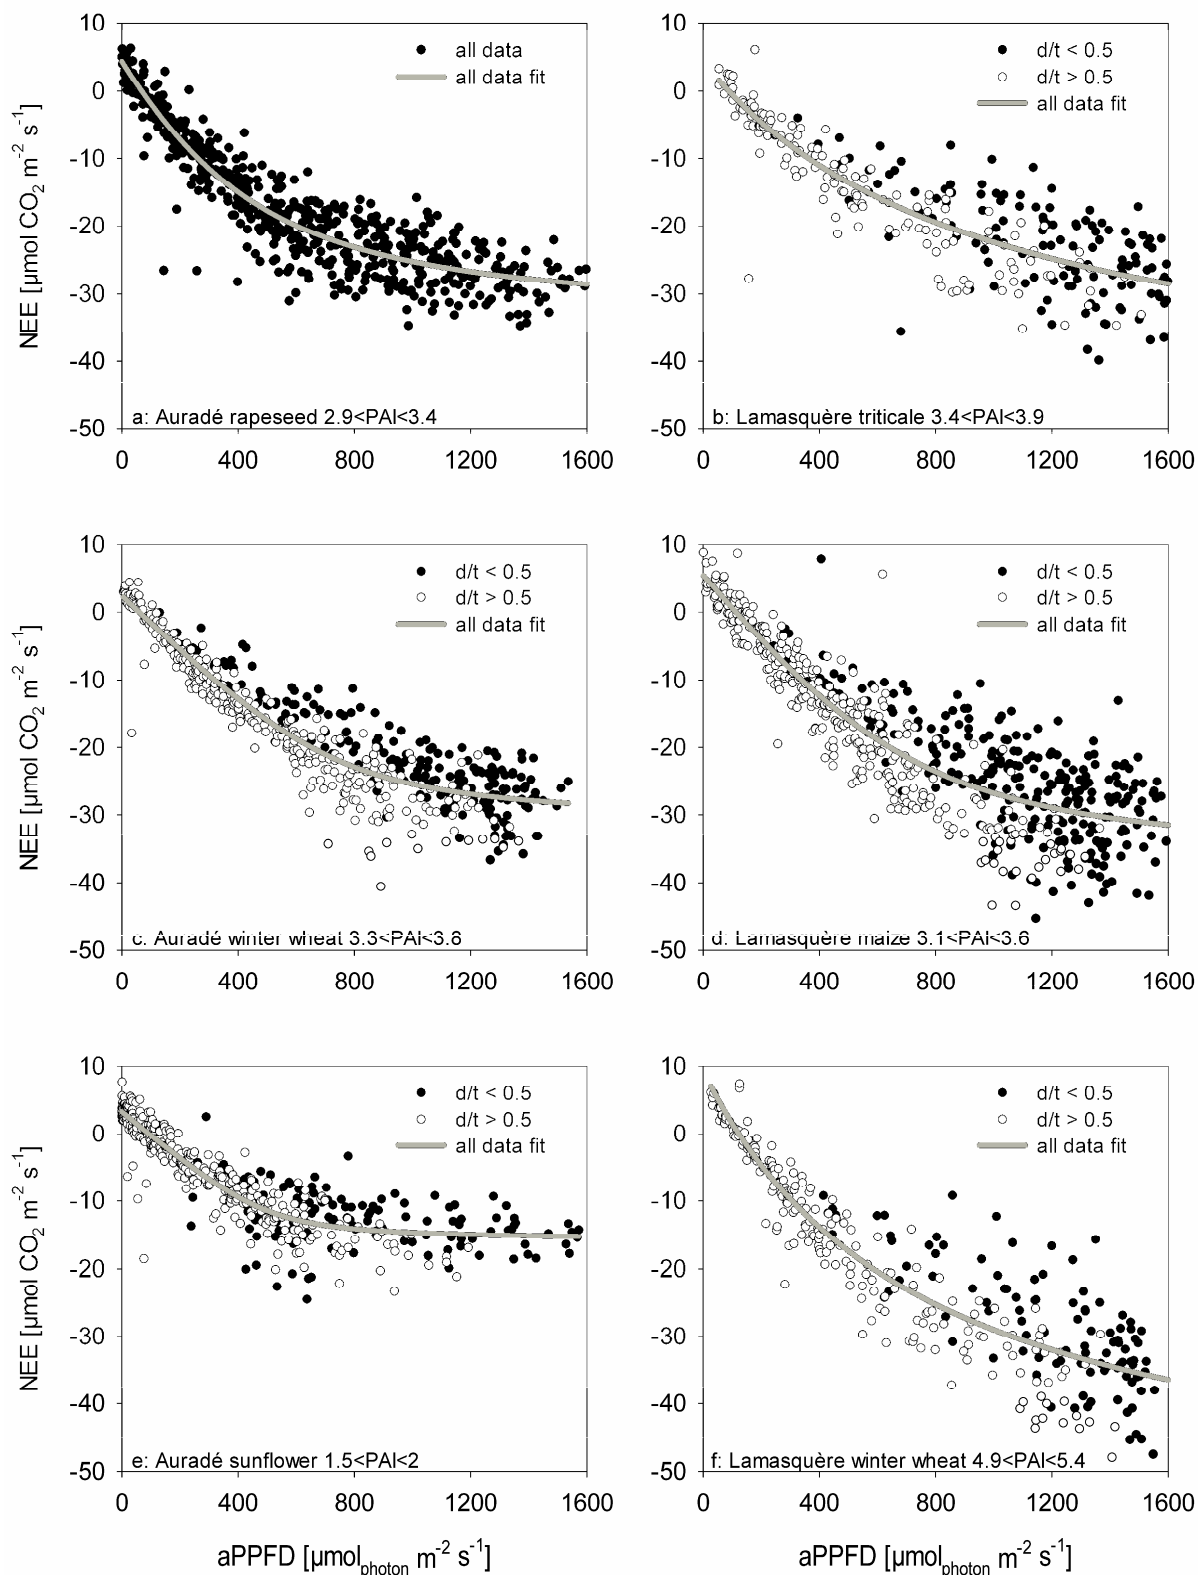 10
0
-10
-20
-30
-40
-50
NEE [µmol CO2 m-2 s-1]
all data
all data fit
a: Auradé rapeseed 2.9<PAI<3.4
0 400 800 1200 1600
10
0
-10
-20
-30
-40
-50
d/t < 0.5
d/t > 0.5
all data fit
b: Lamasquère triticale 3.4<PAI<3.9
0 400 800 1200 1600
10
0
-10
-20
-30
-40
-50
NEE [µmol CO2 m-2 s-1]
d/t < 0.5
d/t > 0.5
all data fit
c: Auradé winter wheat 3.3<PAI<3.8
0 400 800 1200 1600
10
0
-10
-20
-30
-40
-50
d/t < 0.5
d/t > 0.5
all data fit
d: Lamasquère maize 3.1<PAI<3.6
0 400 800 1200 1600
10
0
-10
-20
-30
-40
-50
NEE [µmol CO2 m-2 s-1]
d/t < 0.5
d/t > 0.5
all data fit
e: Auradé sunflower 1.5<PAI<2
0 400 800 1200 1600
aPPFD [µmolphoton m-2 s-1]
10
0
-10
-20
-30
-40
-50
d/t < 0.5
d/t > 0.5
all data fit
f: Lamasquère winter wheat 4.9<PAI<5.4
0 400 800 1200 1600
aPPFD [µmolphoton m-2 s-1]